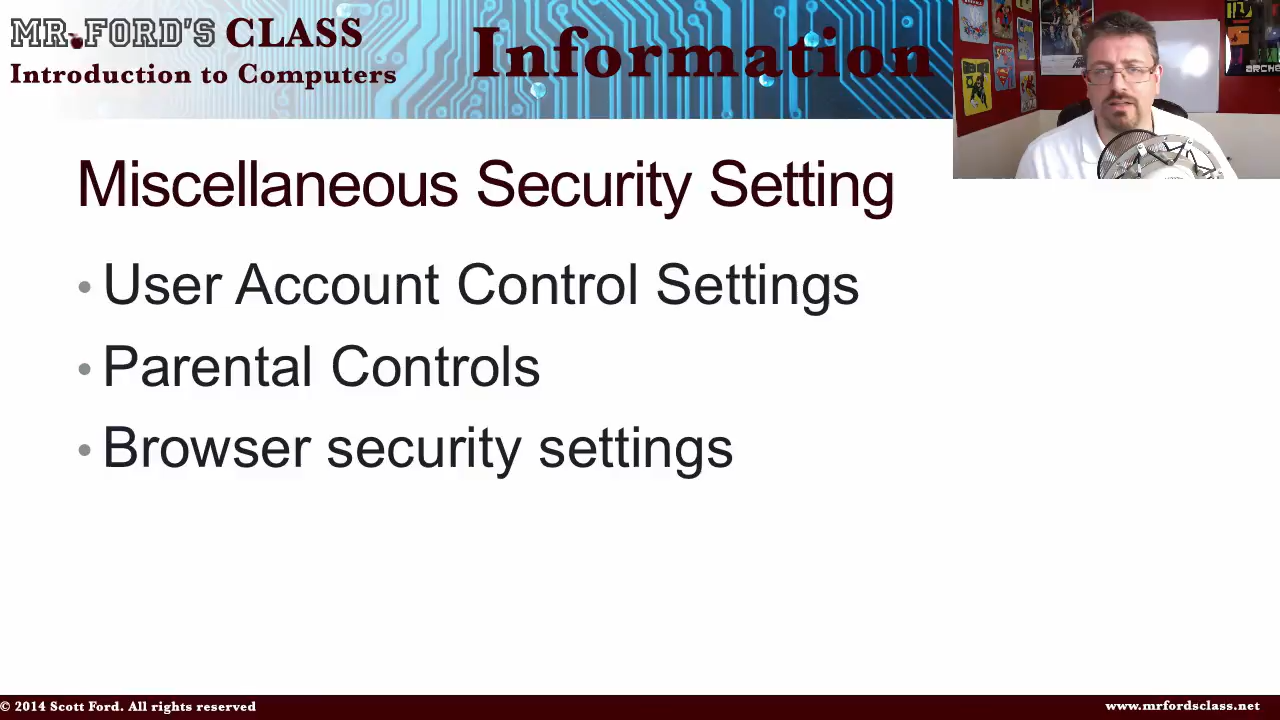 MR.FORD'S CLASS
Introduction to Computers
Information
Miscellaneous Security Setting
• User Account Control Settings
• Parental Controls
• Browser security settings
© 2014 Scott Ford. All rights reserved
www.mrfordsclass.net